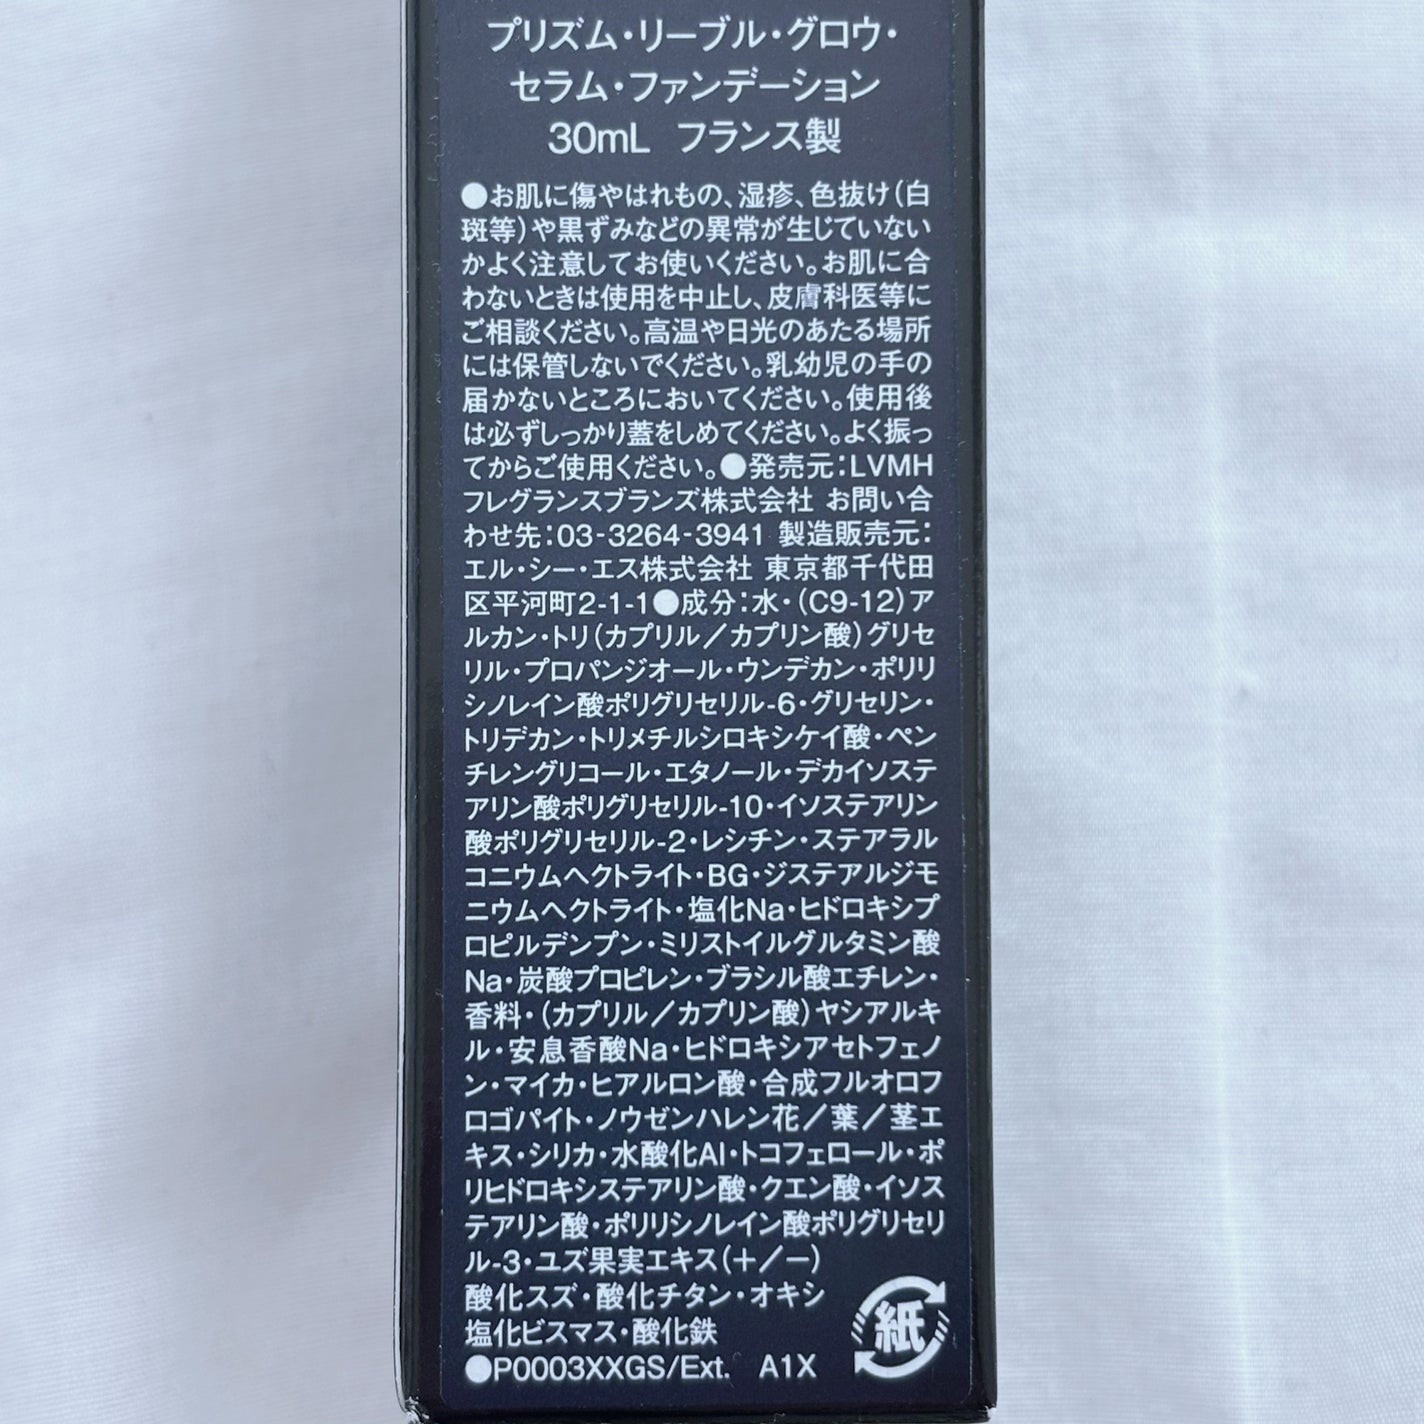 プリズム・リーブル・グロウ・
セラム・ファンデーション
30mL フランス製
●お肌に傷やはれもの、湿疹、色抜け(白
斑等)や黒ずみなどの異常が生じていない
かよく注意してお使いください。お肌に合
わないときは使用を中止し、皮膚科医等に
ご相談ください。高温や日光のあたる場所
には保管しないでください。乳幼児の手の
届かないところにおいてください。使用後
は必ずしっかり蓋をしめてください。よく振っ
てからご使用ください。●発売元:LVMH
フレグランスブランズ株式会社 お問い合
わせ先:03-3264-3941 製造販売元:
エル・シー・エス株式会社 東京都千代田
区平河町2-1-1●成分:水・(C9-12)ア
ルカン・トリ(カプリル/カプリン酸)グリセ
リル・プロパンジオール・ウンデカン・ポリリ
シノレイン酸ポリグリセリル-6・グリセリン・
トリデカン・トリメチルシロキシケイ酸・ペン
チレングリコール・エタノール・デカイソステ
アリン酸ポリグリセリル-10・イソステアリン
酸ポリグリセリル-2・レシチン・ステアラル
コニウムヘクトライト・BG・ジステアルジモ
ニウムヘクトライト・塩化Na・ヒドロキシプ
ロピルデンプン・ミリストイルグルタミン酸
Na・炭酸プロピレン・ブラシル酸エチレン・
香料・(カプリル/カプリン酸)ヤシアルキ
ル・安息香酸Na・ヒドロキシアセトフェノ
ン・マイカ・ヒアルロン酸・合成フルオロフ
ロゴパイト・ノウゼンハレン花/葉/茎エ
キス・シリカ・水酸化Al・トコフェロール・ポ
リヒドロキシステアリン酸・クエン酸・イソス
テアリン酸・ポリリシノレイン酸ポリグリセリ
ル-3・ユズ果実エキス(+/-)
酸化スズ・酸化チタン・オキシ
塩化ビスマス・酸化鉄
●P0003XXGS/Ext. A1X
紙